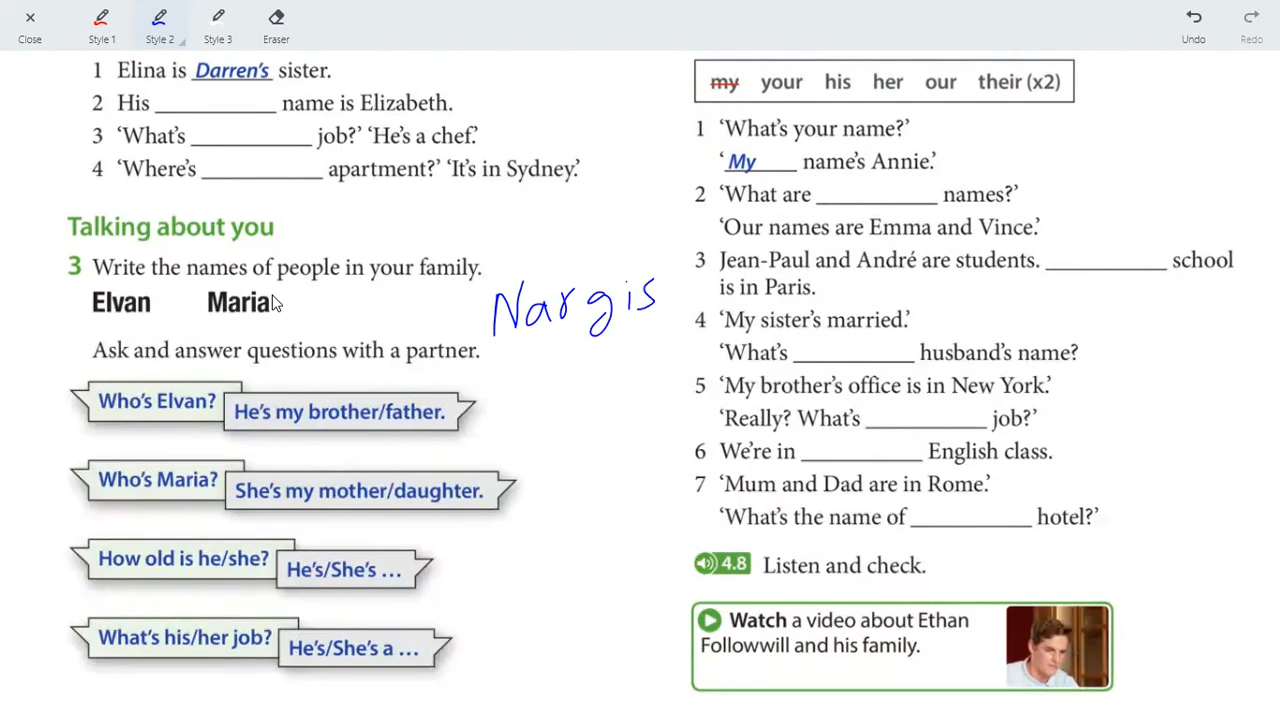 Close
Style 1
Style 2
Style 3
Eraser
Undo
Redo
1 Elina is Darren's sister.
2 His ____________ name is Elizabeth.
3 ‘What’s ____________ job?’ ‘He’s a chef.’
4 ‘Where’s ____________ apartment?’ ‘It’s in Sydney.’
Talking about you
3 Write the names of people in your family.
Elvan Maria
Nargis
Ask and answer questions with a partner.
Who’s Elvan?
He’s my brother/father.
Who’s Maria?
She’s my mother/daughter.
How old is he/she?
He’s/She’s …
What’s his/her job?
He’s/She’s a …
my your his her our their (x2)
1 ‘What’s your name?’
‘My name’s Annie.’
2 ‘What are ____________ names?’
‘Our names are Emma and Vince.’
3 Jean-Paul and André are students. ____________ school
is in Paris.
4 ‘My sister’s married.’
‘What’s ____________ husband’s name?
5 ‘My brother’s office is in New York.’
‘Really? What’s ____________ job?’
6 We’re in ____________ English class.
7 ‘Mum and Dad are in Rome.’
‘What’s the name of ____________ hotel?’
4.8 Listen and check.
Watch a video about Ethan
Followwill and his family.